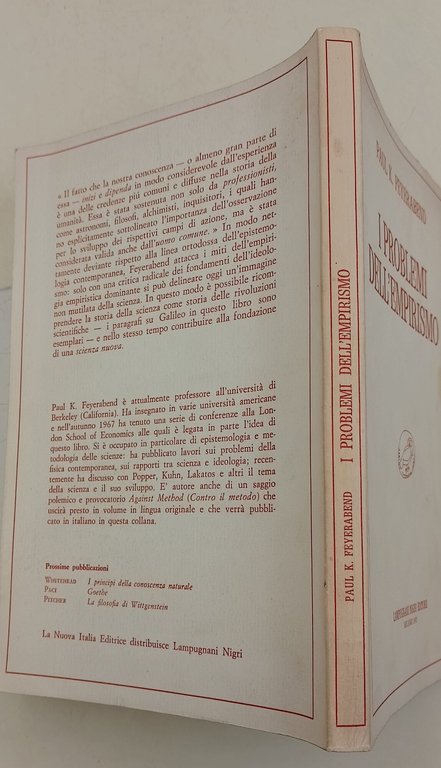 « Il fatto che la nostra conoscenza — o almeno gran parte di
essa — inizi e dipenda in modo considerevole dall'esperienza
è una delle credenze piú comuni e diffuse nella storia della
umanità. Essa è stata sostenuta non solo da professionisti,
come astronomi, filosofi, alchimisti, inquisitori, i quali han-
no esplicitamente sottolineato l'importanza dell'osservazione
per lo sviluppo dei rispettivi campi di azione, ma è stata
considerata valida anche dall'uomo comune. » In modo net-
tamente deviante rispetto alla linea ortodossa dell'epistemo-
logia contemporanea, Feyerabend attacca i miti dell'empiri-
smo: solo con una critica radicale dei fondamenti dell'ideolo-
gia empiristica dominante si può delineare oggi un'immagine
non mutilata della scienza. In questo modo è possibile ricom-
prendere la storia della scienza come storia delle rivoluzioni
scientifiche — i paragrafi su Galileo in questo libro sono
esemplari — e nello stesso tempo contribuire alla fondazione
di una scienza nuova.
Paul K. Feyerabend è attualmente professore all'università di
Berkeley (California). Ha insegnato in varie università americane
e nell'autunno 1967 ha tenuto una serie di conferenze alla Lon-
don School of Economics alle quali è legata in parte l'idea di
questo libro. Si è occupato in particolare di epistemologia e me-
todologia delle scienze: ha pubblicato lavori sui problemi della
fisica contemporanea, sui rapporti tra scienza e ideologia; recen-
temente ha discusso con Popper, Kuhn, Lakatos e altri il tema
della scienza e il suo sviluppo. E' autore anche di un saggio
polemico e provocatorio Against Method (Contro il metodo) che
uscirà presto in volume in lingua originale e che verrà pubbli-
cato in italiano in questa collana.
Prossime pubblicazioni
WHITEHEAD I principi della conoscenza naturale
PACE Goethe
PITCHER La filosofia di Wittgenstein
La Nuova Italia Editrice distribuisce Lampugnani Nigri
PAUL K. FEYERABEND I PROBLEMI DELL'EMPIRISMO
PAUL K. FEYERABEND
I PROBLEMI
DELL'EMPIRISMO
LAMPUGNANI NIGRI EDITORE